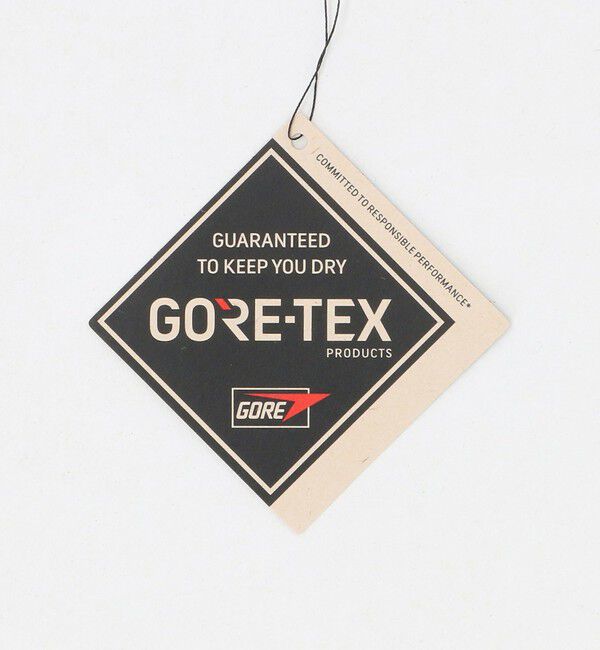 COMMITTED TO RESPONSIBLE PERFORMANCE*
GUARANTEED
TO KEEP YOU DRY
GORE-TEX
PRODUCTS
GORE